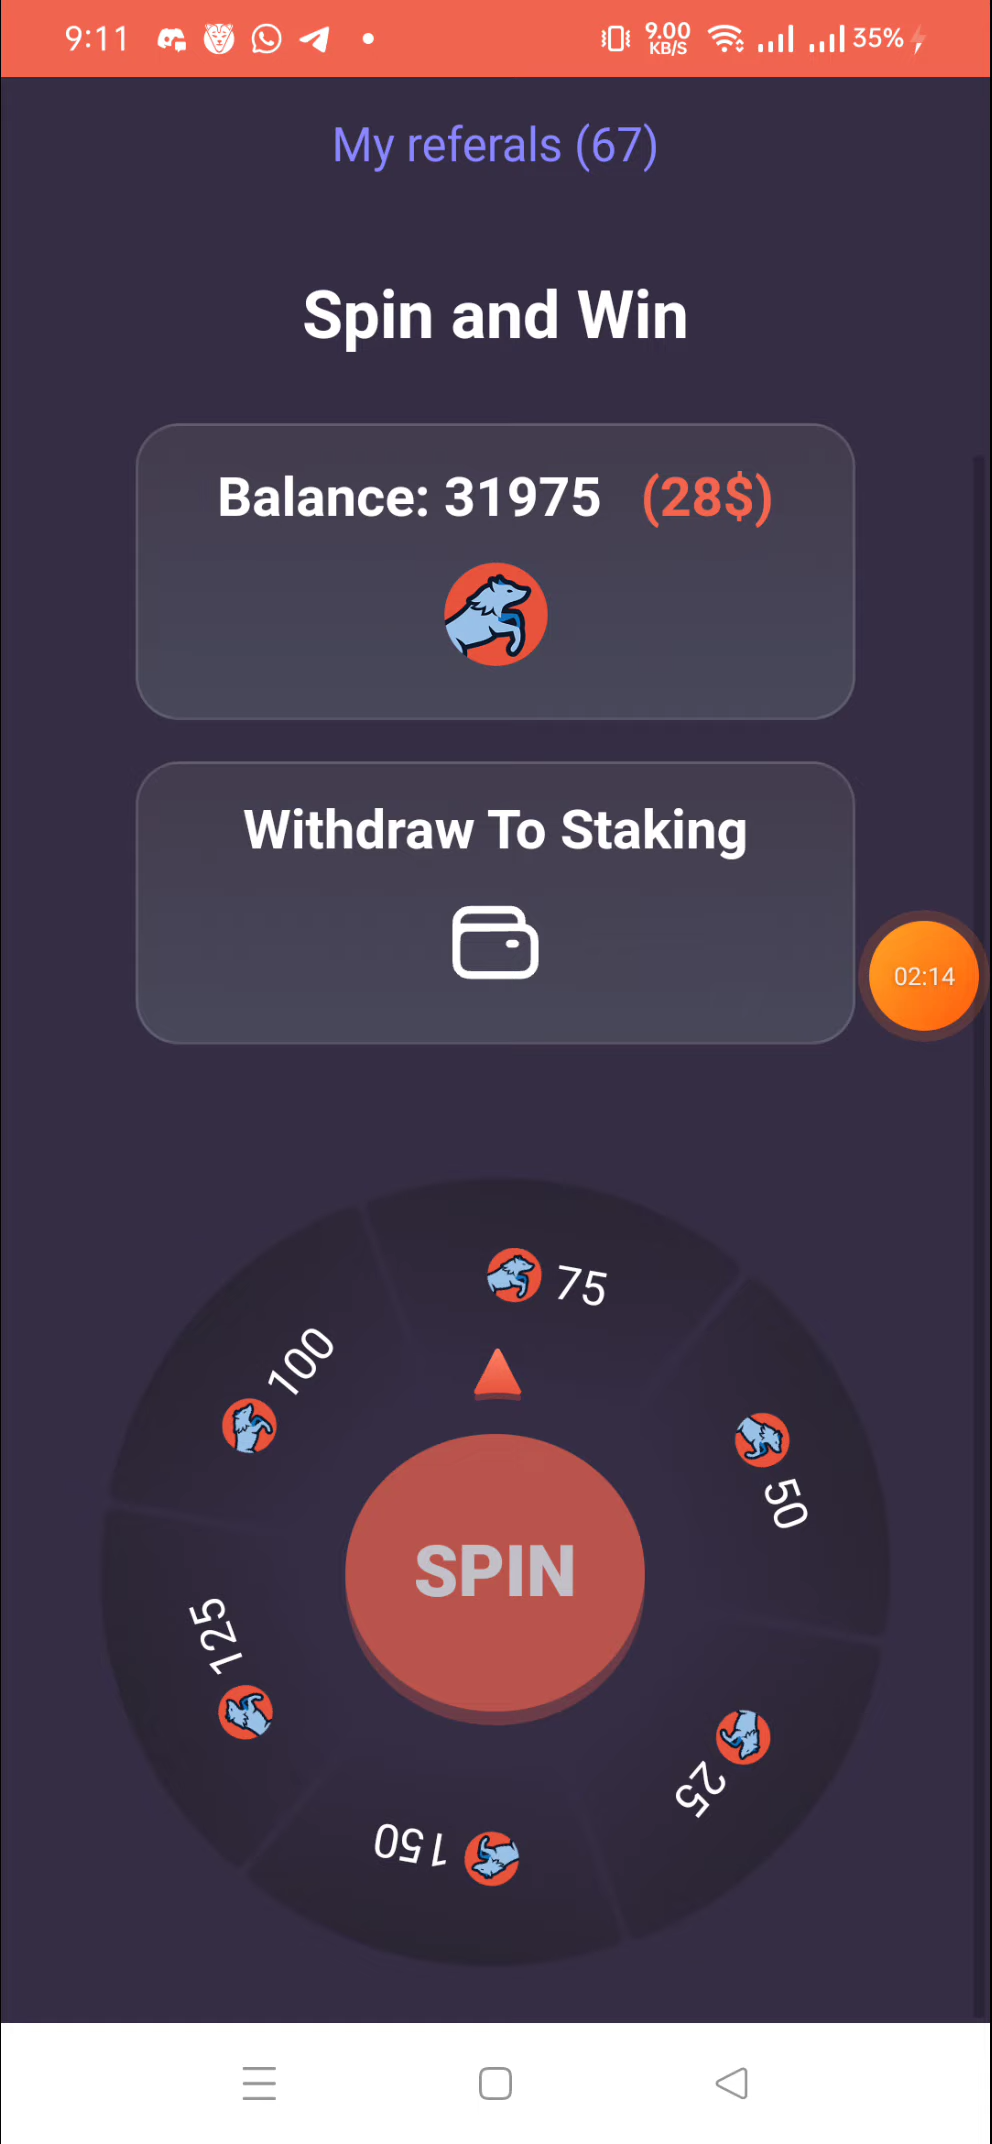 9:11 9.00 KB/S 35%
My referals (67)
Spin and Win
Balance: 31975 (28$)
Withdraw To Staking
02:14
75
100
50
SPIN
125
25
150